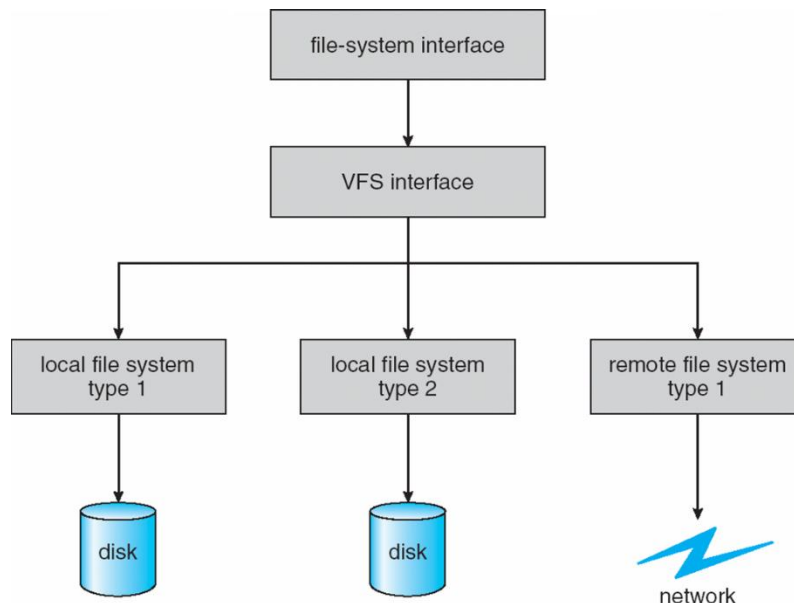 file-system interface
VFS interface
local file system
type 1
local file system
type 2
remote file system
type 1
disk
disk
network